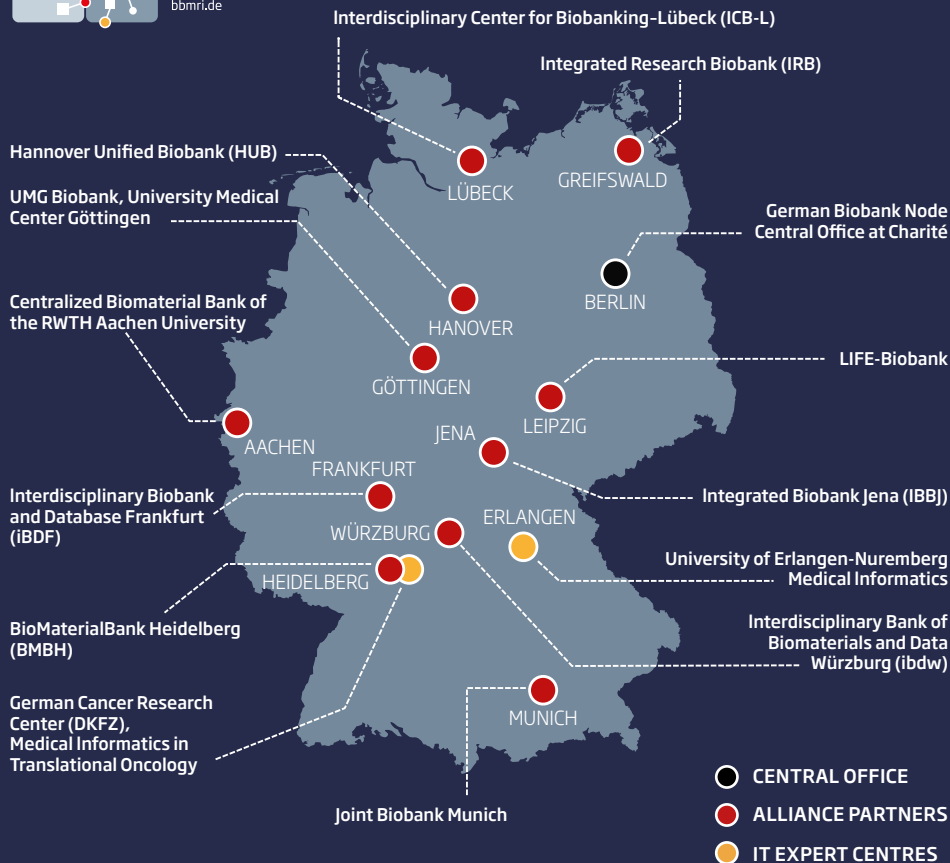 bbmri.de
Interdisciplinary Center for Biobanking–Lübeck (ICB-L)
Integrated Research Biobank (IRB)
Hannover Unified Biobank (HUB)
LÜBECK
GREIFSWALD
UMG Biobank, University Medical
Center Göttingen
German Biobank Node
Central Office at Charité
BERLIN
Centralized Biomaterial Bank of
the RWTH Aachen University
HANOVER
LIFE-Biobank
GÖTTINGEN
LEIPZIG
JENA
AACHEN
FRANKFURT
Interdisciplinary Biobank
and Database Frankfurt
(iBDF)
Integrated Biobank Jena (IBBJ)
ERLANGEN
WÜRZBURG
University of Erlangen-Nuremberg
Medical Informatics
HEIDELBERG
BioMaterialBank Heidelberg
(BMBH)
Interdisciplinary Bank of
Biomaterials and Data
Würzburg (ibdw)
German Cancer Research
Center (DKFZ),
Medical Informatics in
Translational Oncology
MUNICH
Joint Biobank Munich
CENTRAL OFFICE
ALLIANCE PARTNERS
IT EXPERT CENTRES